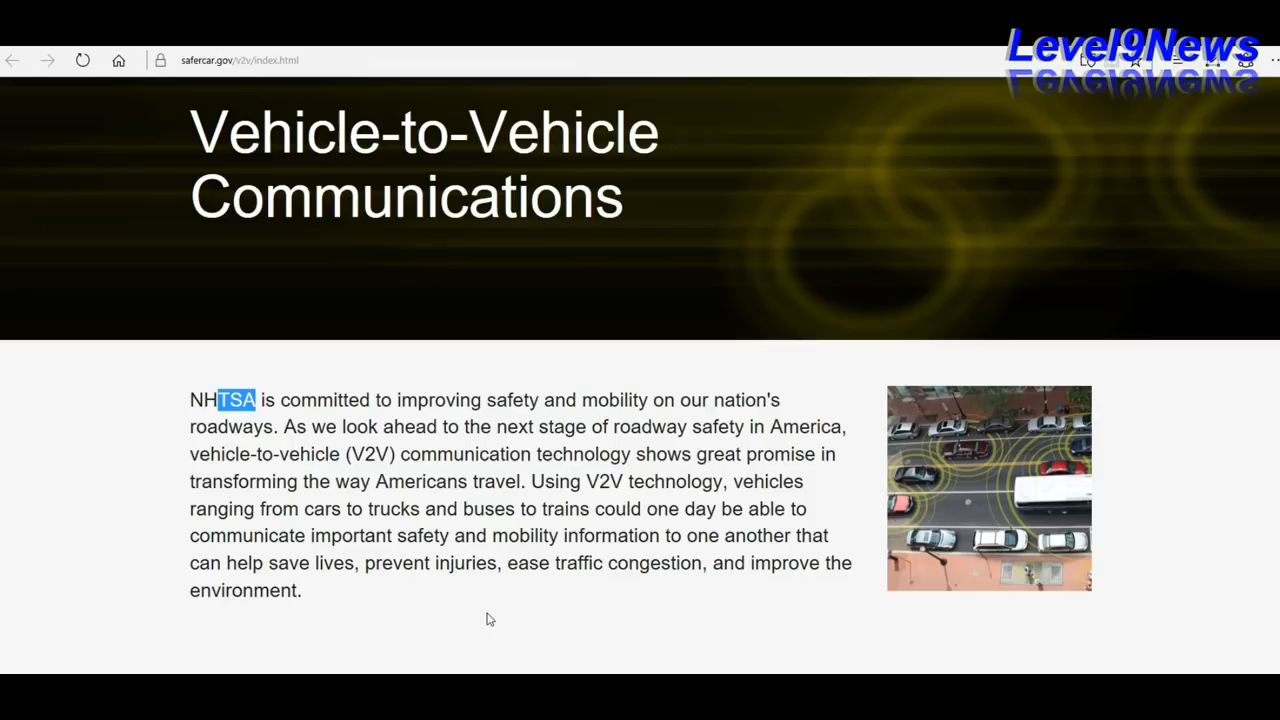 Level9News
safercar.gov/v2v/index.html
Vehicle-to-Vehicle
Communications
NHTSA is committed to improving safety and mobility on our nation's
roadways. As we look ahead to the next stage of roadway safety in America,
vehicle-to-vehicle (V2V) communication technology shows great promise in
transforming the way Americans travel. Using V2V technology, vehicles
ranging from cars to trucks and buses to trains could one day be able to
communicate important safety and mobility information to one another that
can help save lives, prevent injuries, ease traffic congestion, and improve the
environment.